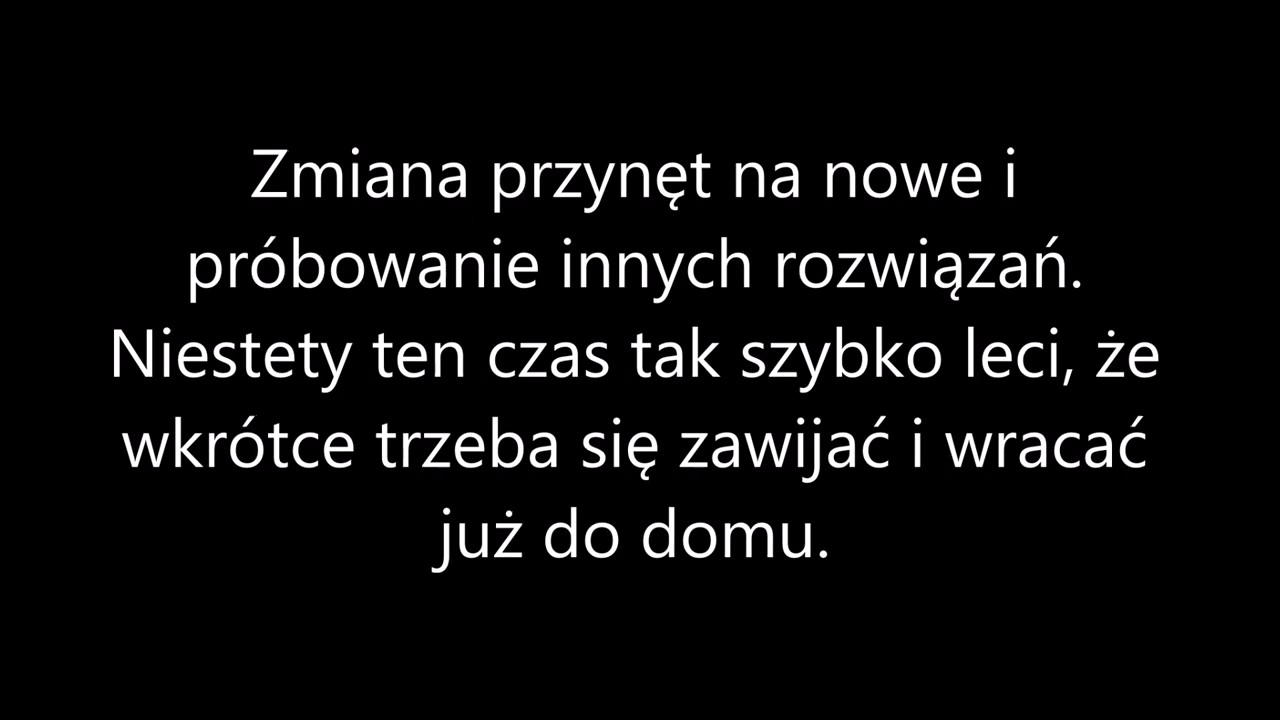 Zmiana przynęt na nowe i
próbowanie innych rozwiązań.
Niestety ten czas tak szybko leci, że
wkrótce trzeba się zawijać i wracać
już do domu.